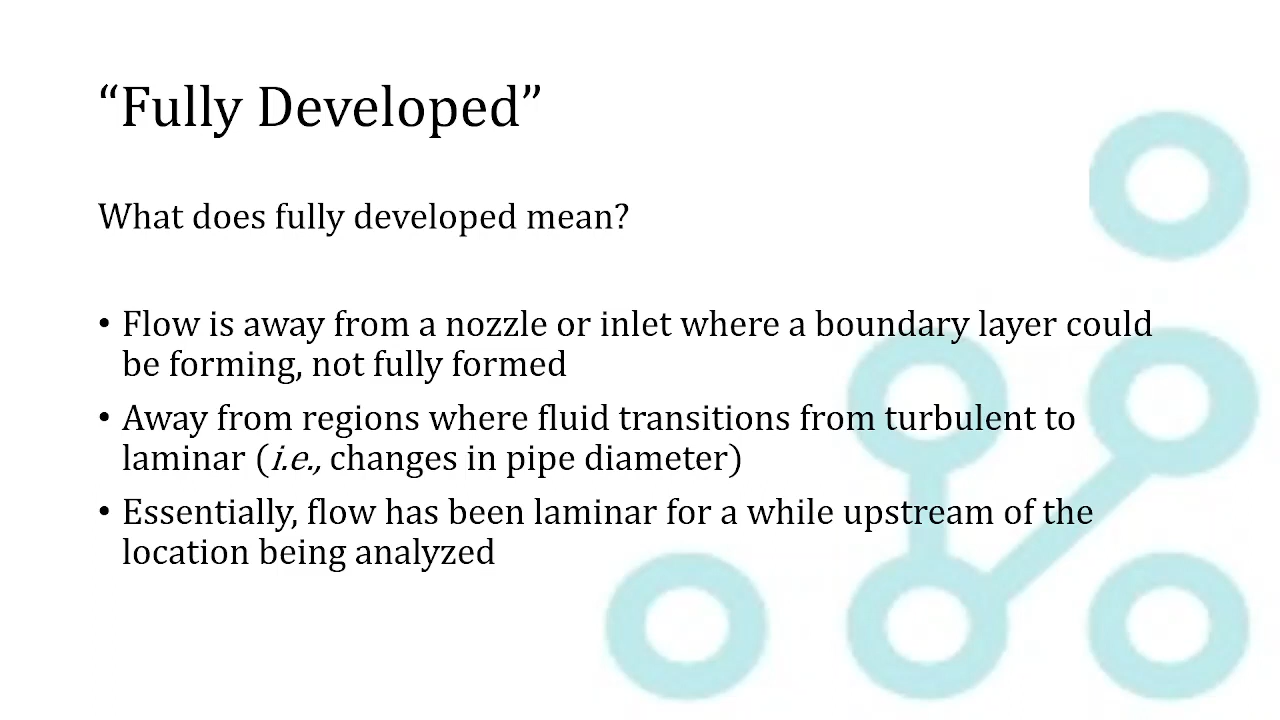 “Fully Developed”
What does fully developed mean?
• Flow is away from a nozzle or inlet where a boundary layer could
be forming, not fully formed
• Away from regions where fluid transitions from turbulent to
laminar (i.e., changes in pipe diameter)
• Essentially, flow has been laminar for a while upstream of the
location being analyzed